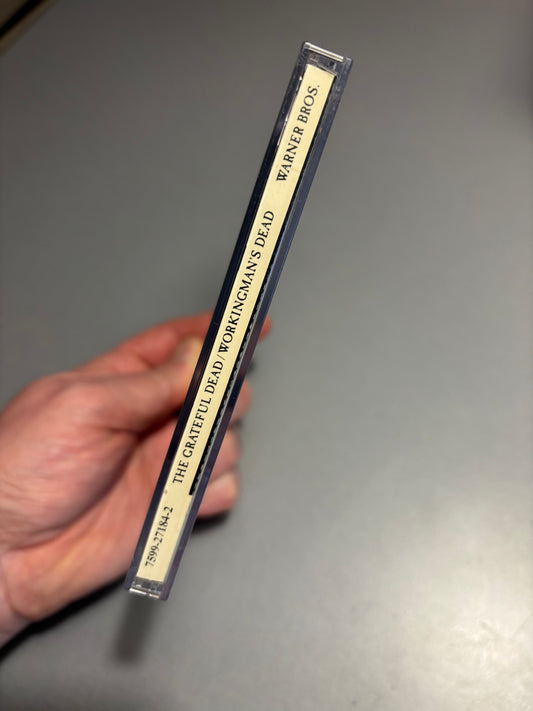 7599-27184-2 THE GRATEFUL DEAD/WORKINGMAN'S DEAD WARNER BROS.